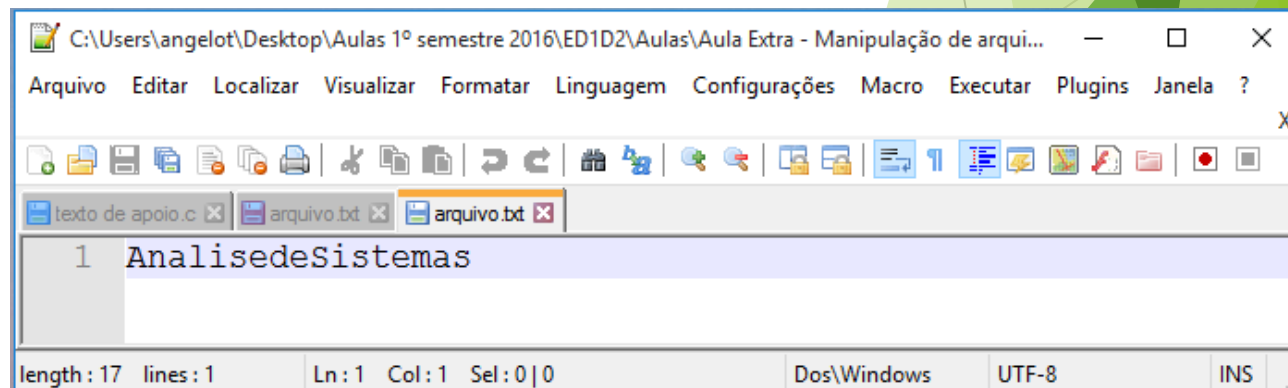 C:\Users\angelot\Desktop\Aulas 1º semestre 2016\ED1D2\Aulas\Aula Extra - Manipulação de arqui...
Arquivo Editar Localizar Visualizar Formatar Linguagem Configurações Macro Executar Plugins Janela ?
X
texto de apoio.c arquivo.txt arquivo.txt
1 AnalisedeSistemas
length : 17 lines : 1 Ln : 1 Col : 1 Sel : 0 | 0 Dos\Windows UTF-8 INS